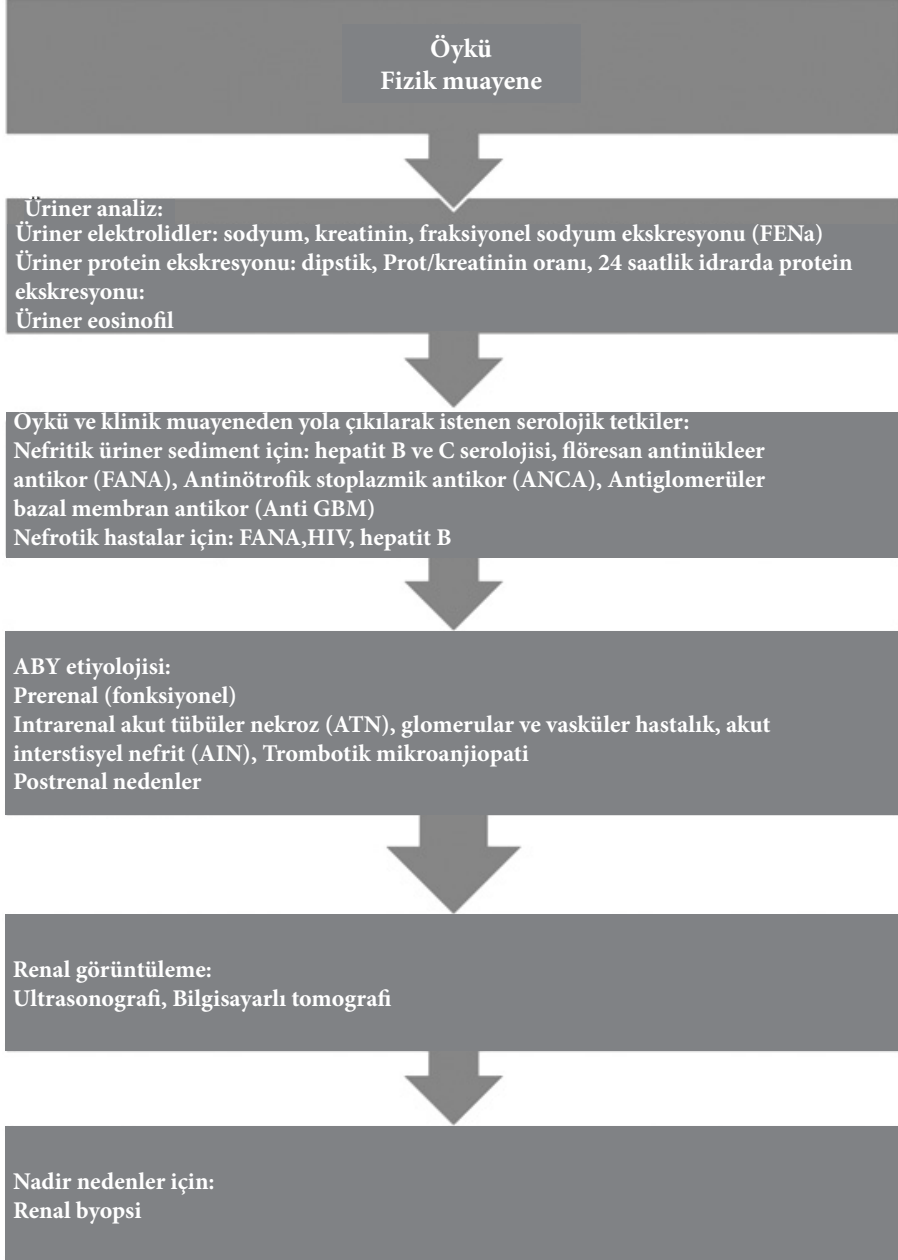 Öykü
Fizik muayene
Üriner analiz:
Üriner elektrolidler: sodyum, kreatinin, fraksiyonel sodyum ekskresyonu (FENa)
Üriner protein ekskresyonu: dipstik, Prot/kreatinin oranı, 24 saatlik idrarda protein
ekskresyonu:
Üriner eosinofil
Oykü ve klinik muayeneden yola çıkılarak istenen serolojik tetkiler:
Nefritik üriner sediment için: hepatit B ve C serolojisi, flöresan antinükleer
antikor (FANA), Antinötrofik stoplazmik antikor (ANCA), Antiglomerüler
bazal membran antikor (Anti GBM)
Nefrotik hastalar için: FANA,HIV, hepatit B
ABY etiyolojisi:
Prerenal (fonksiyonel)
Intrarenal akut tübüler nekroz (ATN), glomerular ve vasküler hastalık, akut
interstisyel nefrit (AIN), Trombotik mikroanjiopati
Postrenal nedenler
Renal görüntüleme:
Ultrasonografi, Bilgisayarlı tomografi
Nadir nedenler için:
Renal byopsi